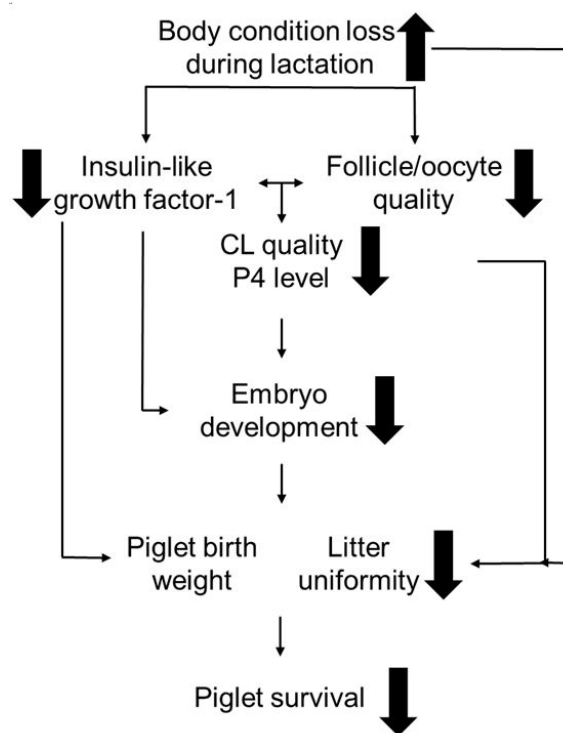 Body condition loss
during lactation
Insulin-like
growth factor-1
Follicle/oocyte
quality
CL quality
P4 level
Embryo
development
Piglet birth
weight
Litter
uniformity
Piglet survival